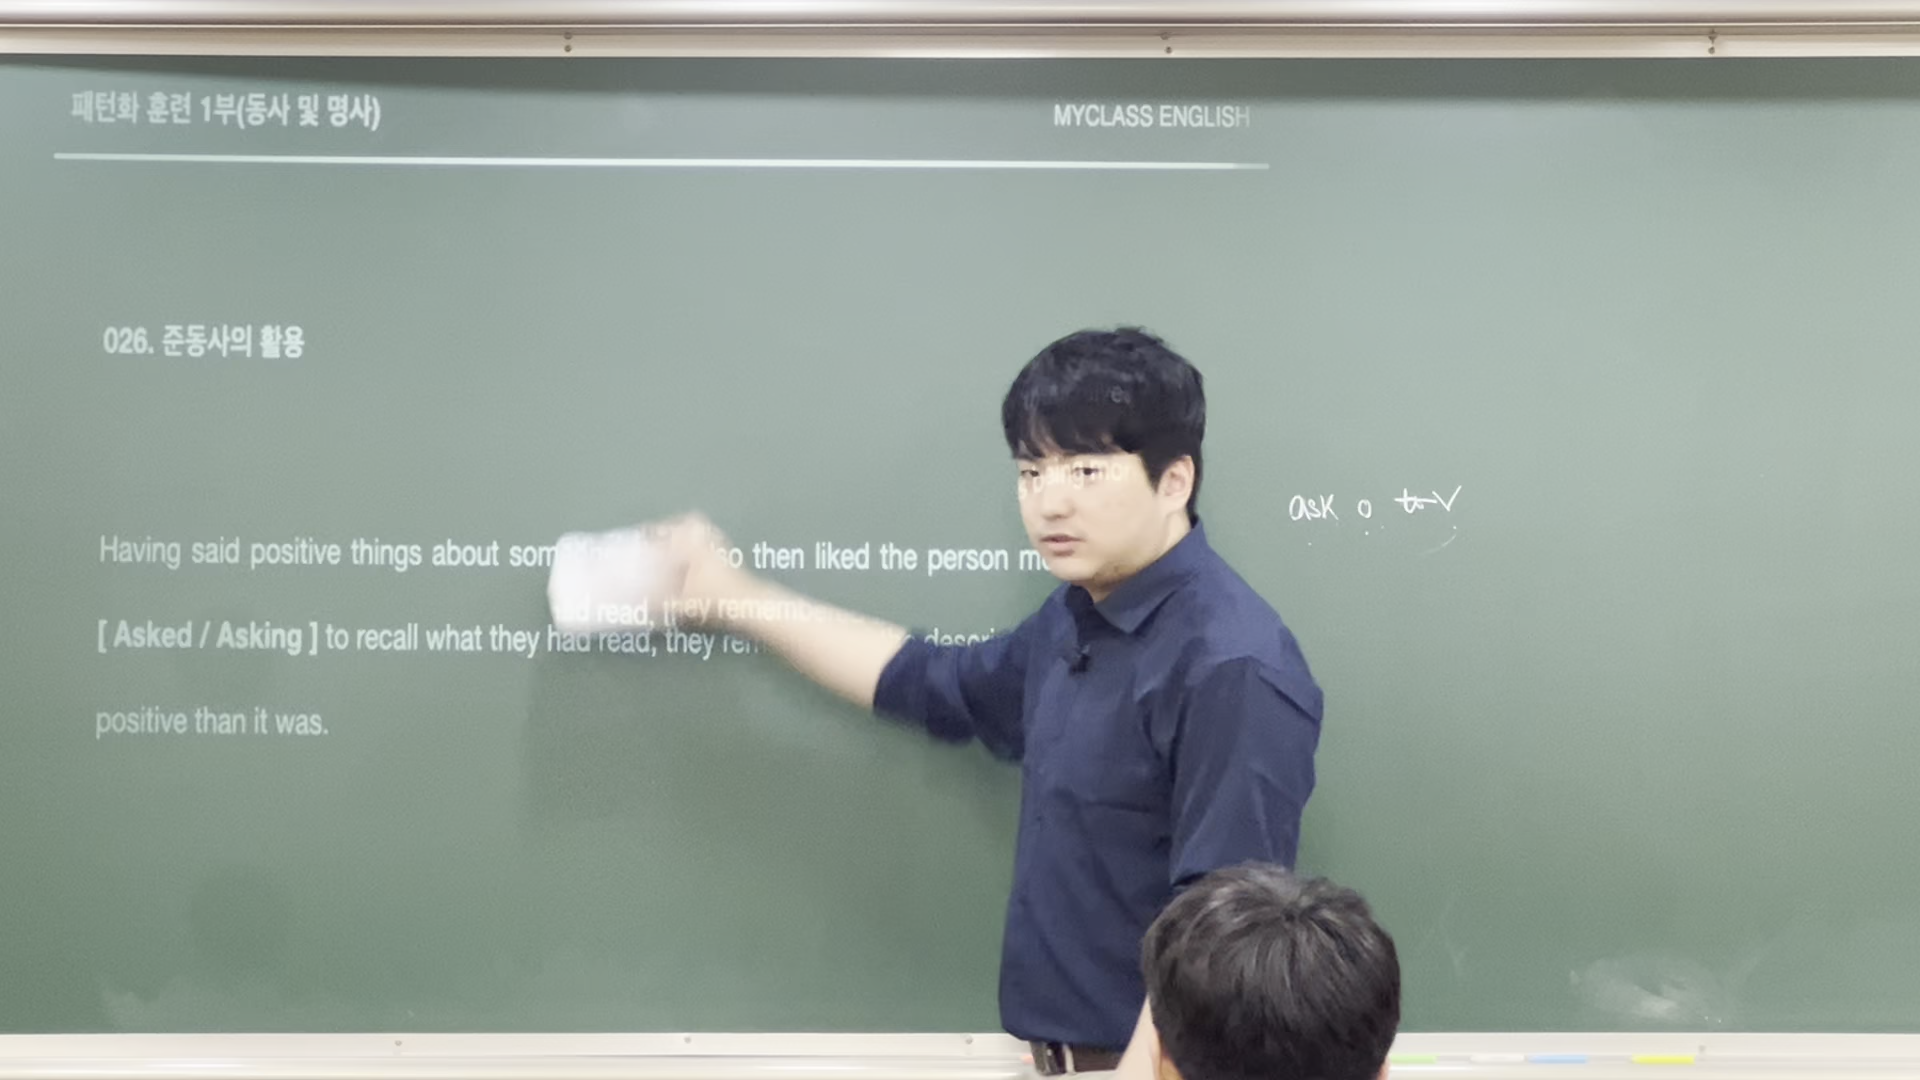 패턴화 훈련 1부(동사 및 명사)
MYCLASS ENGLISH
026. 준동사의 활용
Having said positive things about then liked the person
[ Asked / Asking ] to recall what they had read, they
positive than it was.
ask o to V